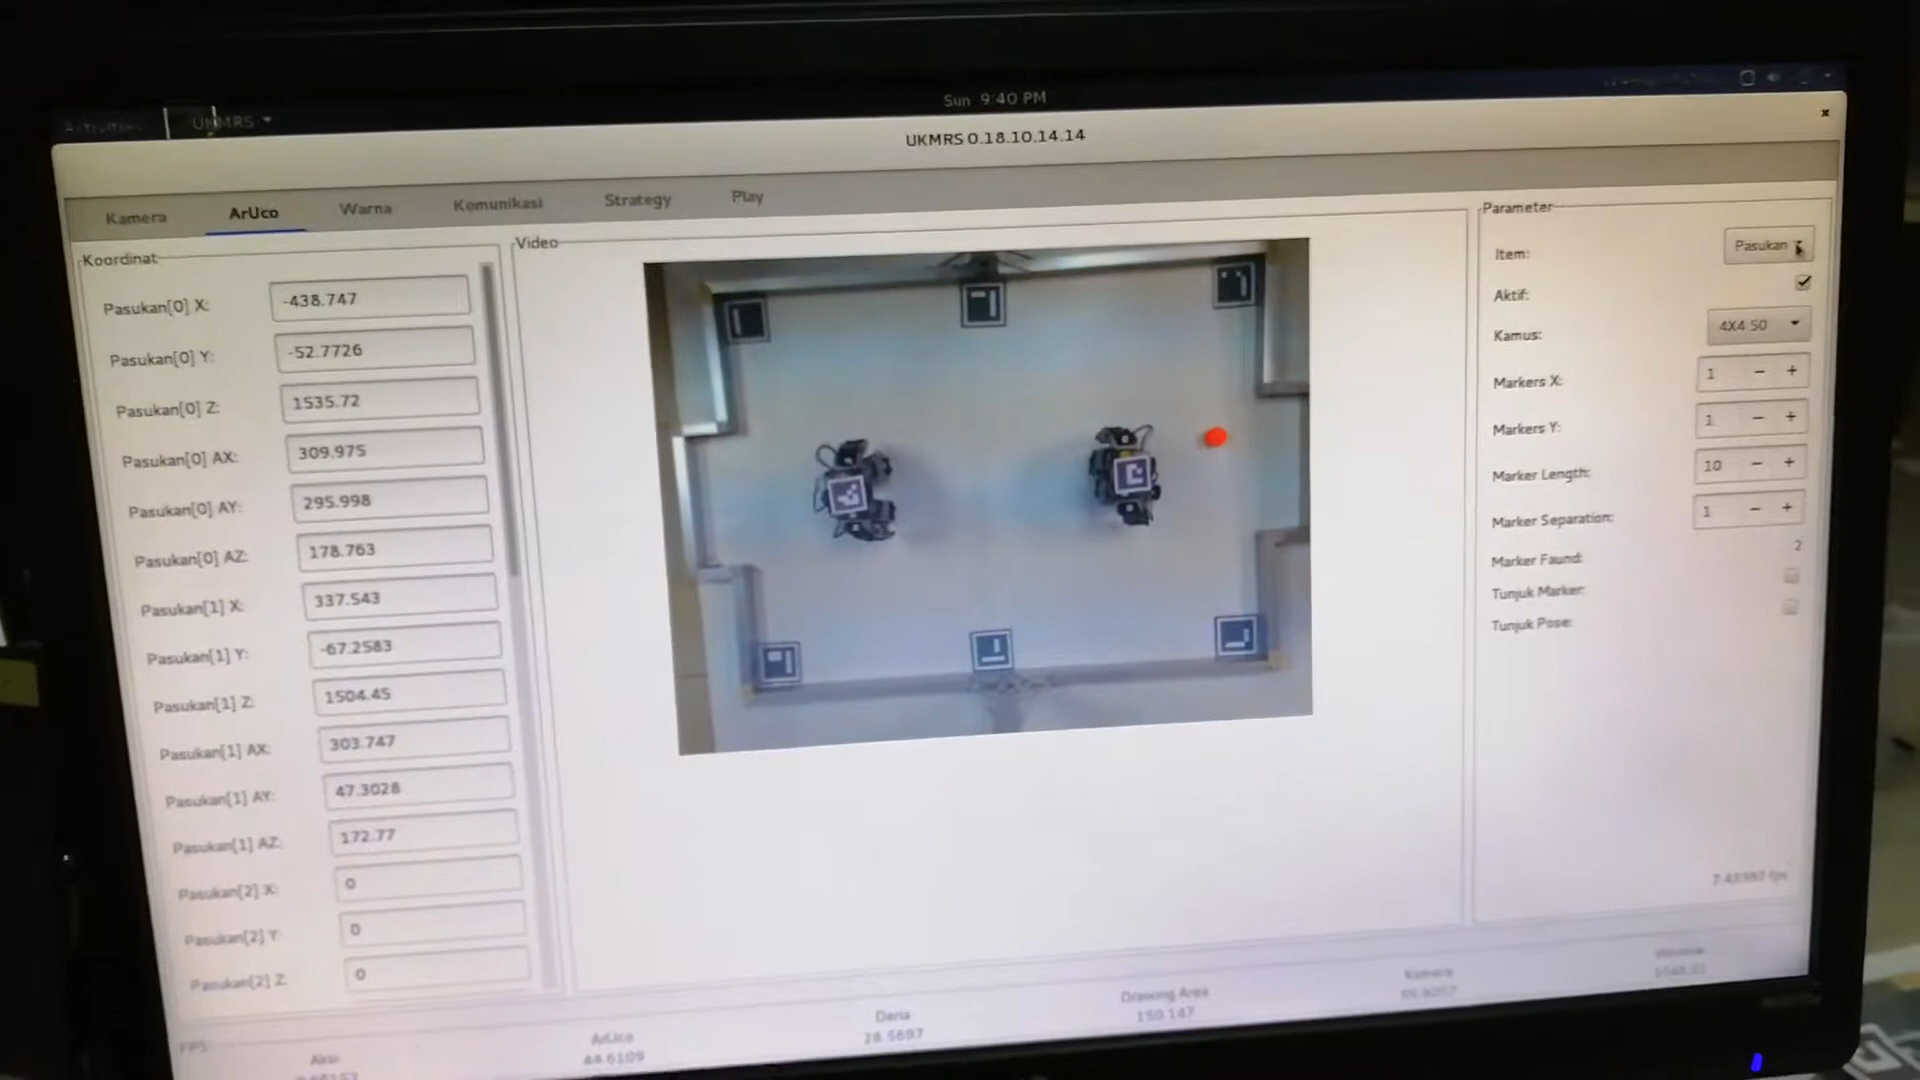 Activities
UKMRS
Sun 9:40 PM
UKMRS 0.18.10.14.14
Kamera ArUco Warna Komunikasi Strategy Play
Koordinat
Pasukan[0] X: -438.747
Pasukan[0] Y: -52.7726
Pasukan[0] Z: 1535.72
Pasukan[0] AX: 309.975
Pasukan[0] AY: 295.998
Pasukan[0] AZ: 178.763
Pasukan[1] X: 337.543
Pasukan[1] Y: -67.2583
Pasukan[1] Z: 1504.45
Pasukan[1] AX: 303.747
Pasukan[1] AY: 47.3028
Pasukan[1] AZ: 172.77
Pasukan[2] X: 0
Pasukan[2] Y: 0
Pasukan[2] Z: 0
Video
Parameter
Item: Pasukan
Aktif:
Kamus: 4X4 50
Markers X: 1 - +
Markers Y: 1 - +
Marker Length: 10 - +
Marker Separation: 1 - +
Marker Faund: 2
Tunjuk Marker:
Tunjuk Pose:
FPS
Aksi
ArUco
44.6109
Deria
28.5697
Drawing Area
150.147
Kamera
Window